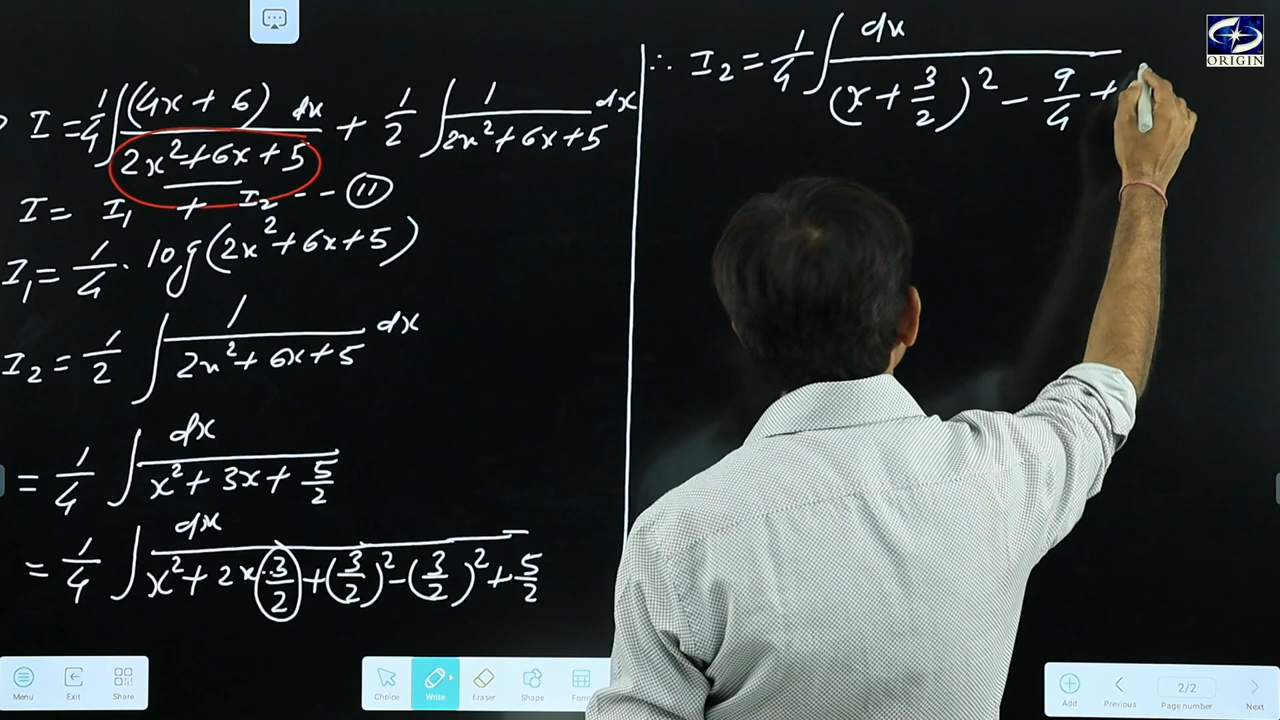 I = 1/4 ∫ (4x + 6) dx / 2x² + 6x + 5 + 1/2 ∫ 1 / 2x² + 6x + 5 dx
I = I₁ + I₂ -- (11)
I₁ = 1/4 . log(2x² + 6x + 5)
I₂ = 1/2 ∫ 1 / 2x² + 6x + 5 dx
= 1/4 ∫ dx / x² + 3x + 5/2
= 1/4 ∫ dx / x² + 2x · 3/2 + (3/2)² - (3/2)² + 5/2
∴ I₂ = 1/4 ∫ dx / (x + 3/2)² - 9/4 +
ORIGIN
Menu
Exit
Share
Choice
Write
Eraser
Shape
Form
Add
Previous
2/2
Page number
Next